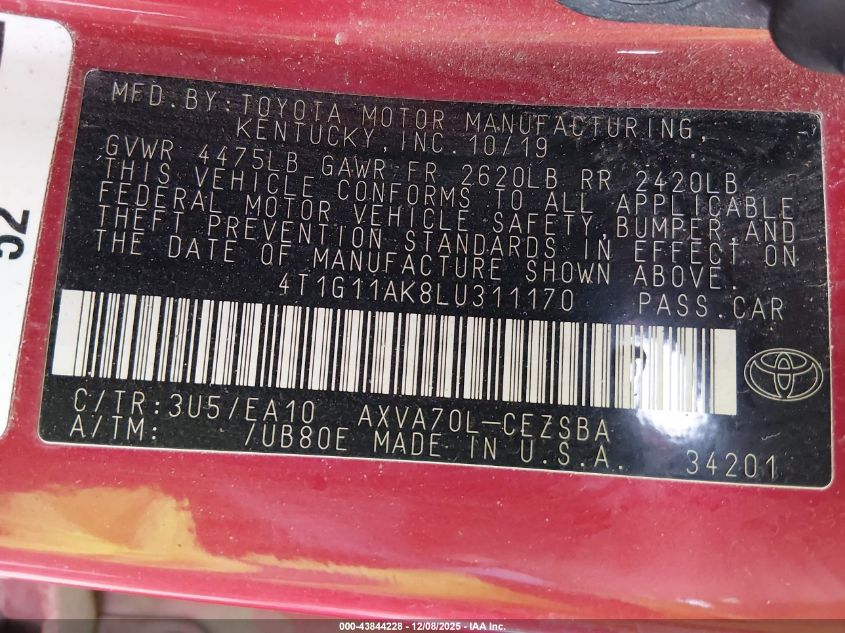 52
MFD. BY: TOYOTA MOTOR MANUFACTURING,
KENTUCKY, INC. 10/19
GVWR 4475LB GAWR FR 2620LB RR 2420LB
THIS VEHICLE CONFORMS TO ALL APPLICABLE
FEDERAL MOTOR VEHICLE SAFETY, BUMPER, AND
THEFT PREVENTION STANDARDS IN EFFECT ON
THE DATE OF MANUFACTURE SHOWN ABOVE.
4T1G11AK8LU311170 PASS.CAR
C/TR:3U5/EA10 AXVA70L-CEZSBA
A/TM: /UB80E MADE IN U.S.A. 34201
000-43844228 - 12/08/2025 - IAA Inc.